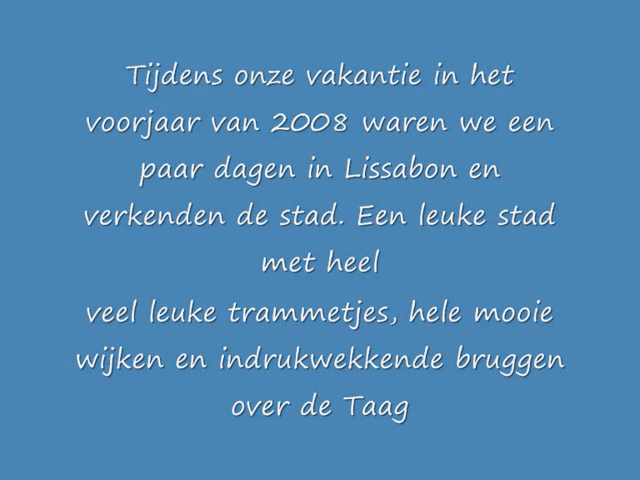 Tijdens onze vakantie in het
voorjaar van 2008 waren we een
paar dagen in Lissabon en
verkenden de stad. Een leuke stad
met heel
veel leuke trammetjes, hele mooie
wijken en indrukwekkende bruggen
over de Taag